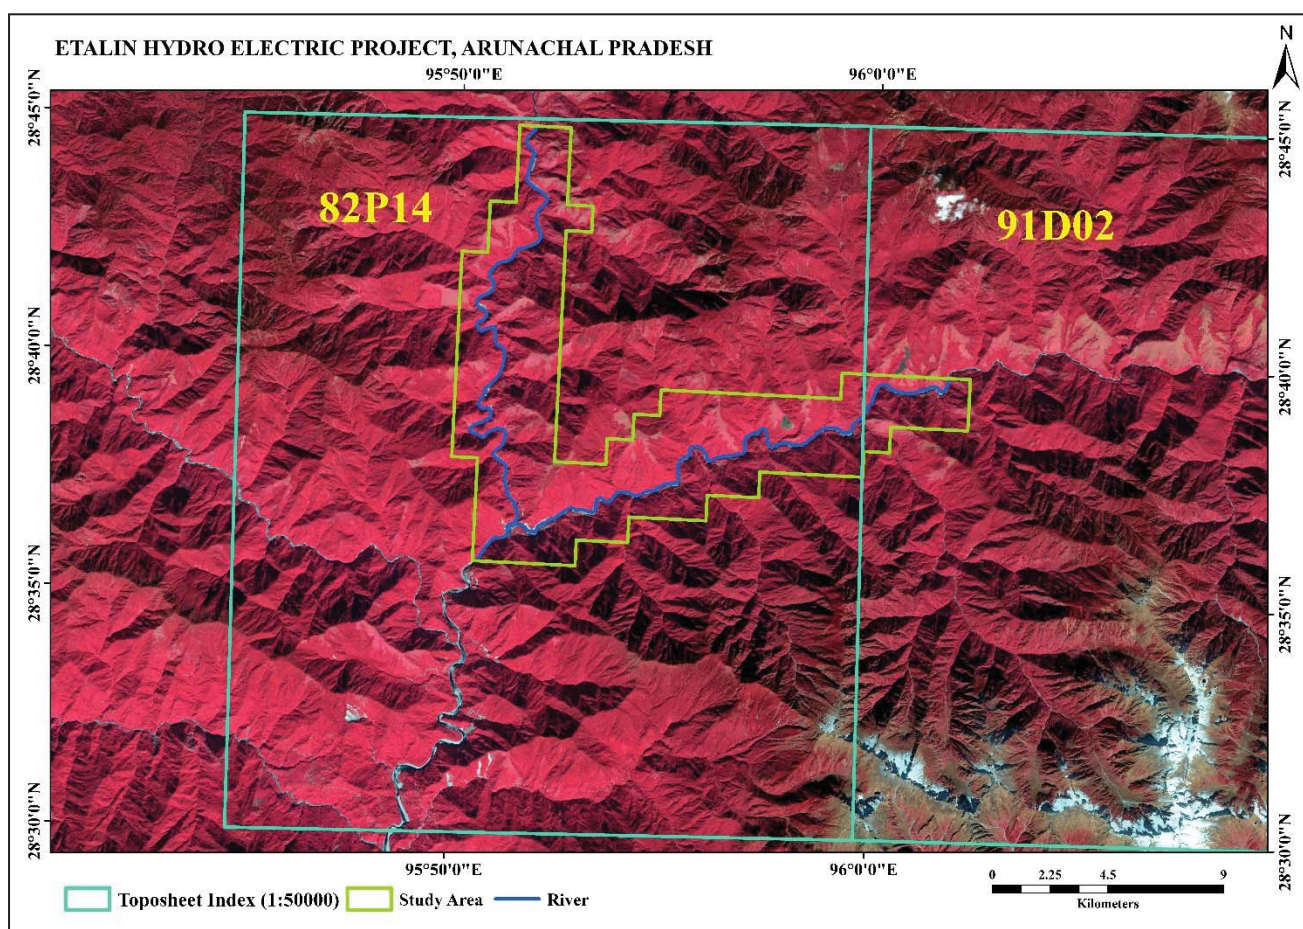 ETALIN HYDRO ELECTRIC PROJECT, ARUNACHAL PRADESH
N
95°50'0"E 96°0'0"E
28°45'0"N 28°45'0"N
82P14 91D02
28°40'0"N 28°40'0"N
28°35'0"N 28°35'0"N
28°30'0"N 28°30'0"N
95°50'0"E 96°0'0"E
Toposheet Index (1:50000) Study Area River
0 2.25 4.5 9
Kilometers